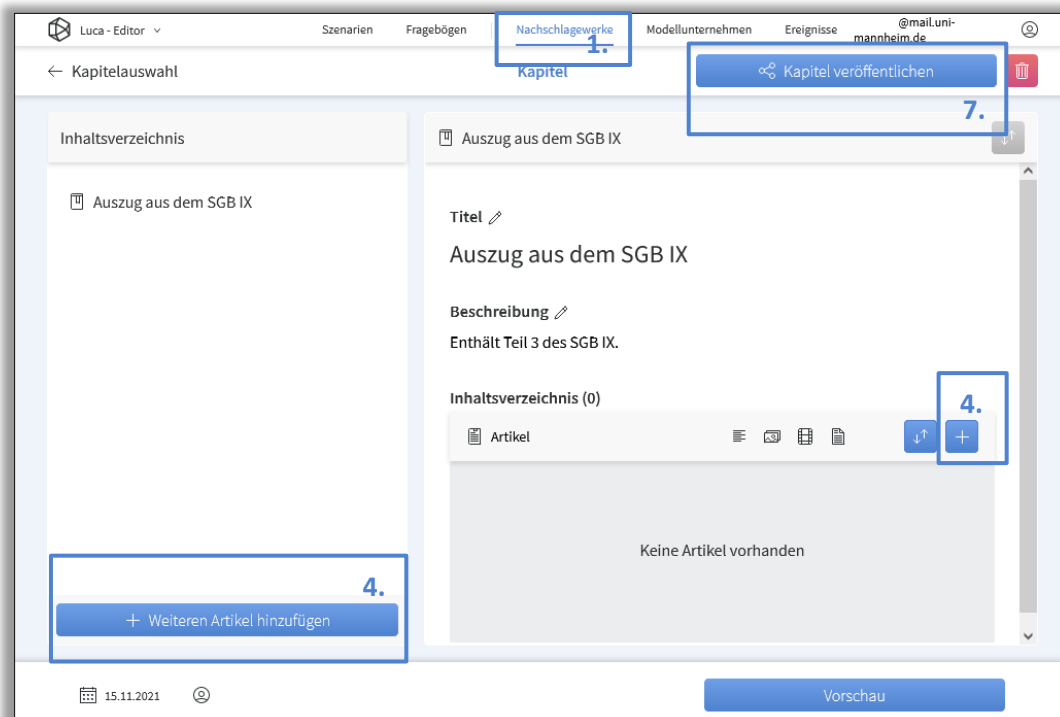 Luca - Editor
Szenarien
Fragebögen
Nachschlagewerke
1.
Modellunternehmen
Ereignisse
@mail.uni-
mannheim.de
Kapitelauswahl
Kapitel
Kapitel veröffentlichen
7.
Inhaltsverzeichnis
Auszug aus dem SGB IX
Auszug aus dem SGB IX
Titel
Auszug aus dem SGB IX
Beschreibung
Enthält Teil 3 des SGB IX.
Inhaltsverzeichnis (0)
4.
Artikel
Keine Artikel vorhanden
4.
+ Weiteren Artikel hinzufügen
15.11.2021
Vorschau